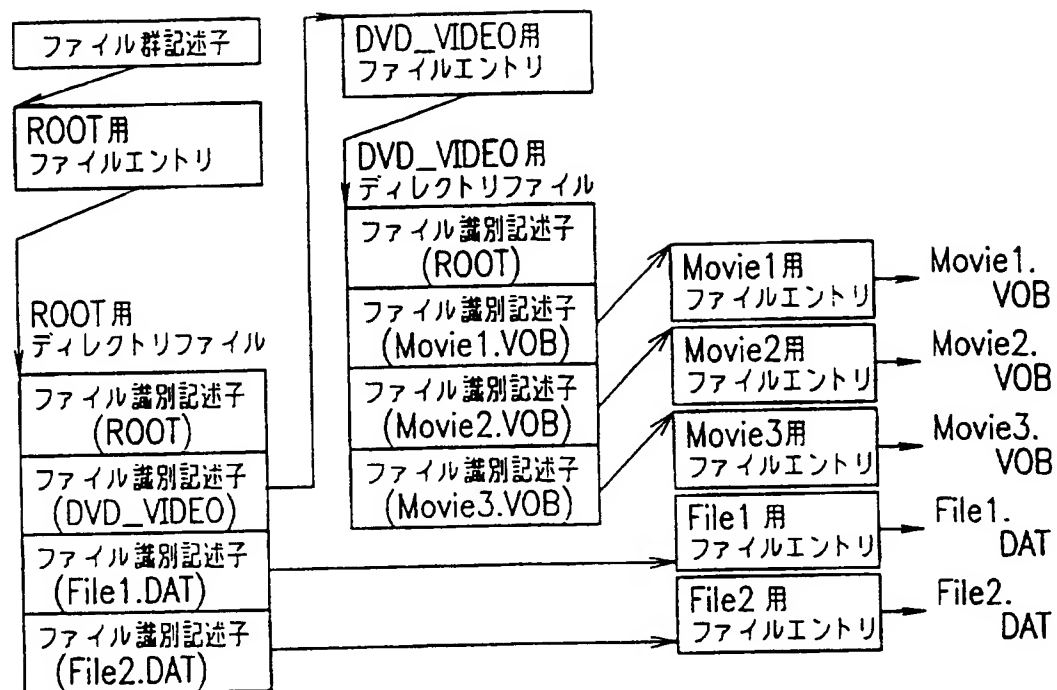 ファイル群記述子
ROOT用
ファイルエントリ
ROOT用
ディレクトリファイル
ファイル識別記述子
(ROOT)
ファイル識別記述子
(DVD_VIDEO)
ファイル識別記述子
(File1.DAT)
ファイル識別記述子
(File2.DAT)
DVD_VIDEO用
ファイルエントリ
DVD_VIDEO用
ディレクトリファイル
ファイル識別記述子
(ROOT)
ファイル識別記述子
(Movie1.VOB)
ファイル識別記述子
(Movie2.VOB)
ファイル識別記述子
(Movie3.VOB)
Movie1用
ファイルエントリ
Movie1.
VOB
Movie2用
ファイルエントリ
Movie2.
VOB
Movie3用
ファイルエントリ
Movie3.
VOB
File1用
ファイルエントリ
File1.
DAT
File2用
ファイルエントリ
File2.
DAT